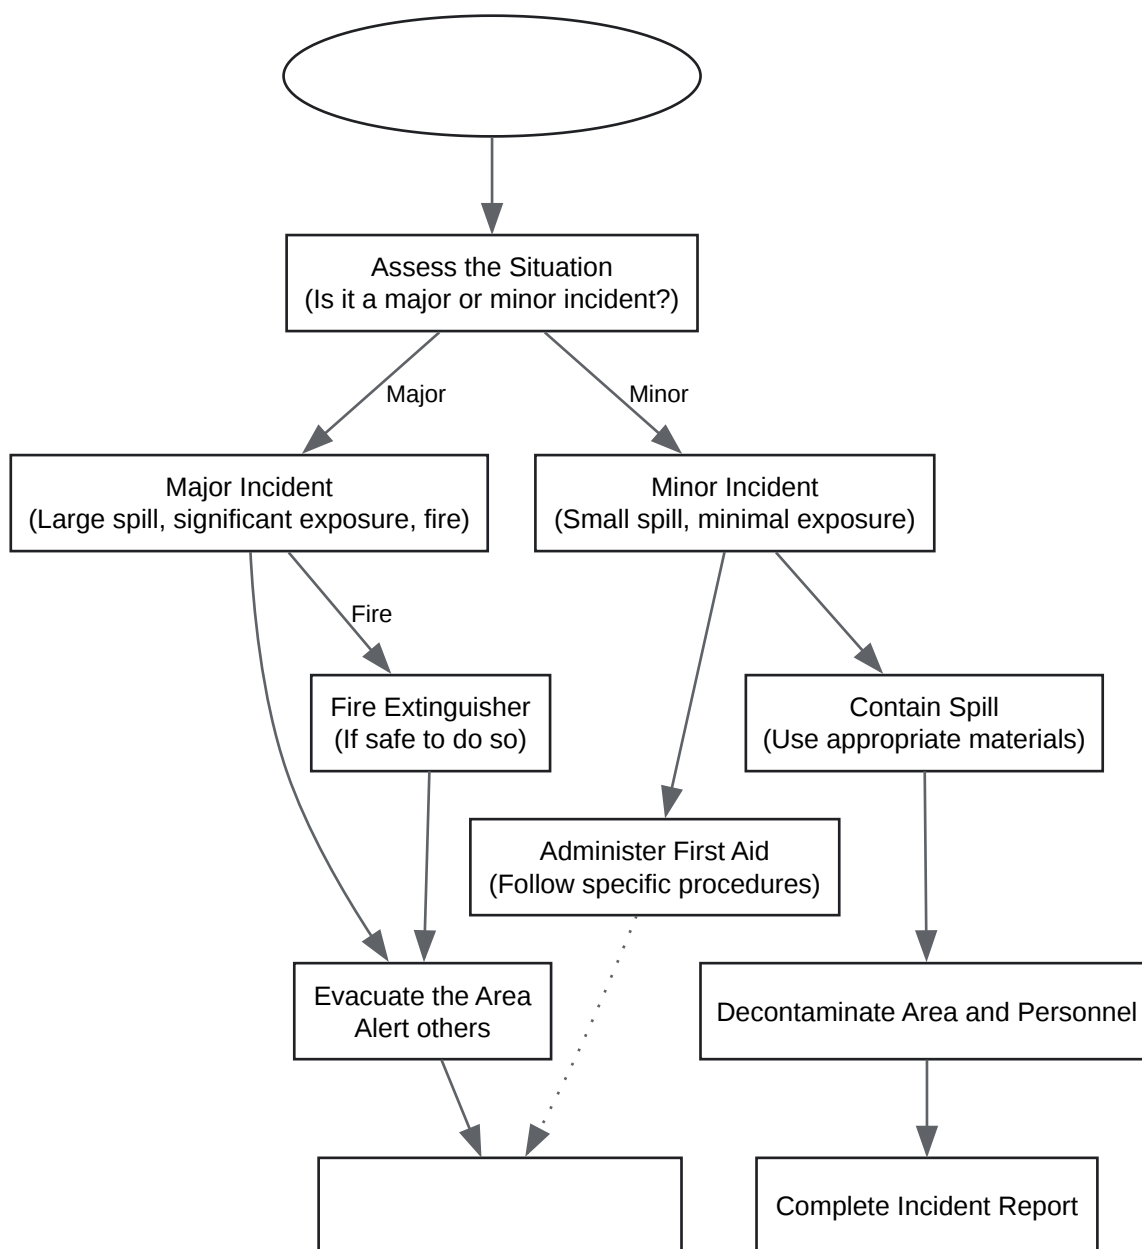 Assess the Situation
(Is it a major or minor incident?)
Major
Minor
Major Incident
(Large spill, significant exposure, fire)
Minor Incident
(Small spill, minimal exposure)
Fire
Fire Extinguisher
(If safe to do so)
Contain Spill
(Use appropriate materials)
Administer First Aid
(Follow specific procedures)
Evacuate the Area
Alert others
Decontaminate Area and Personnel
Complete Incident Report